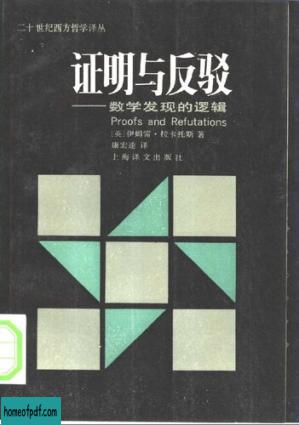 二十世纪西方哲学译丛
证明与反驳
——数学发现的逻辑
Proofs and Refutations
[英]伊姆雷·拉卡托斯 著
康宏逵 译
上海译文出版社
homeofpdf.com
homeofpdf.com